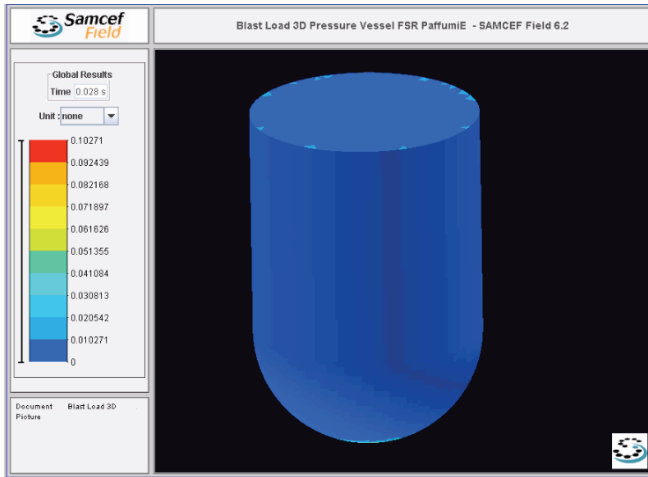 Samcef
Field
Blast Load 3D Pressure Vessel FSR PaffumiE - SAMCEF Field 6.2
Global Results
Time 0.028 s
Unit : none
0.10271
0.092439
0.082168
0.071897
0.061626
0.051355
0.041084
0.030813
0.020542
0.010271
0
Document Blast Load 3D
Picture